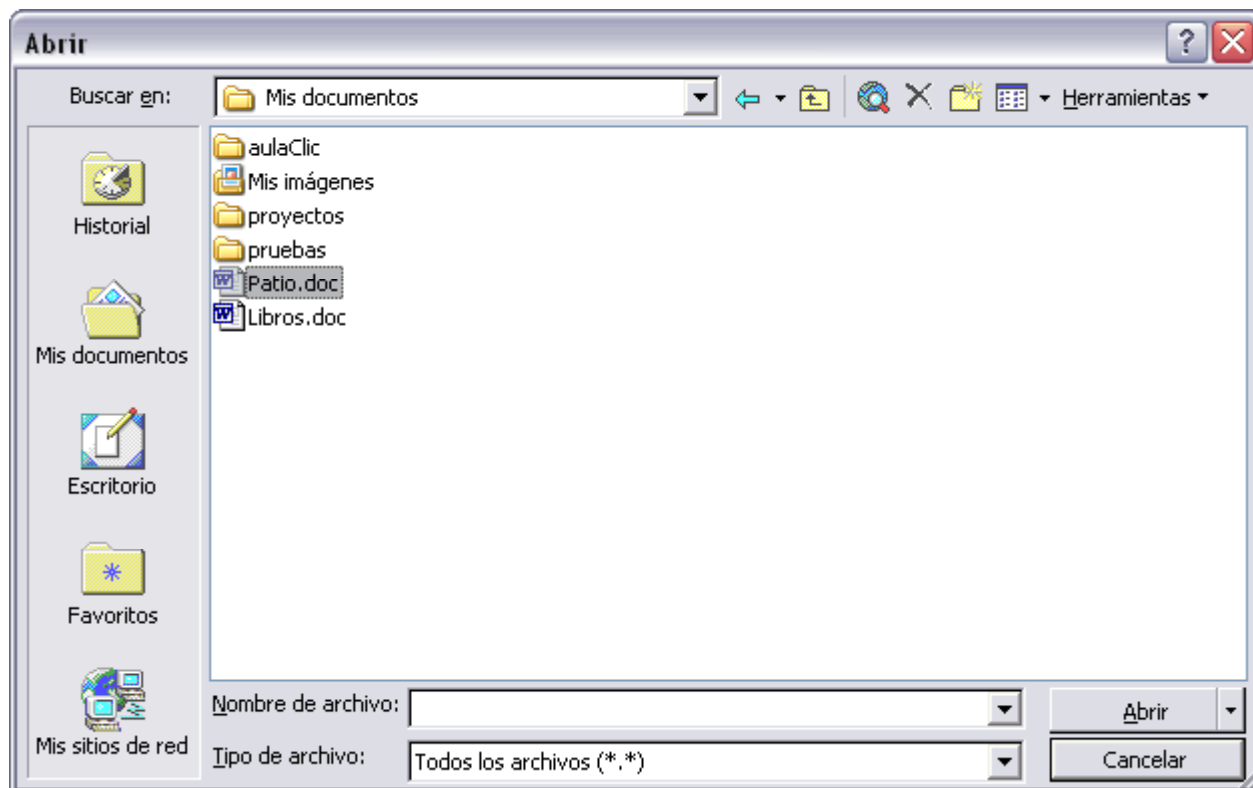 Abrir
?
Buscar en:
Mis documentos
Herramientas
Historial
Mis documentos
Escritorio
Favoritos
Mis sitios de red
aulaClic
Mis imágenes
proyectos
pruebas
Patio.doc
Libros.doc
Nombre de archivo:
Abrir
Tipo de archivo:
Todos los archivos (*.*)
Cancelar